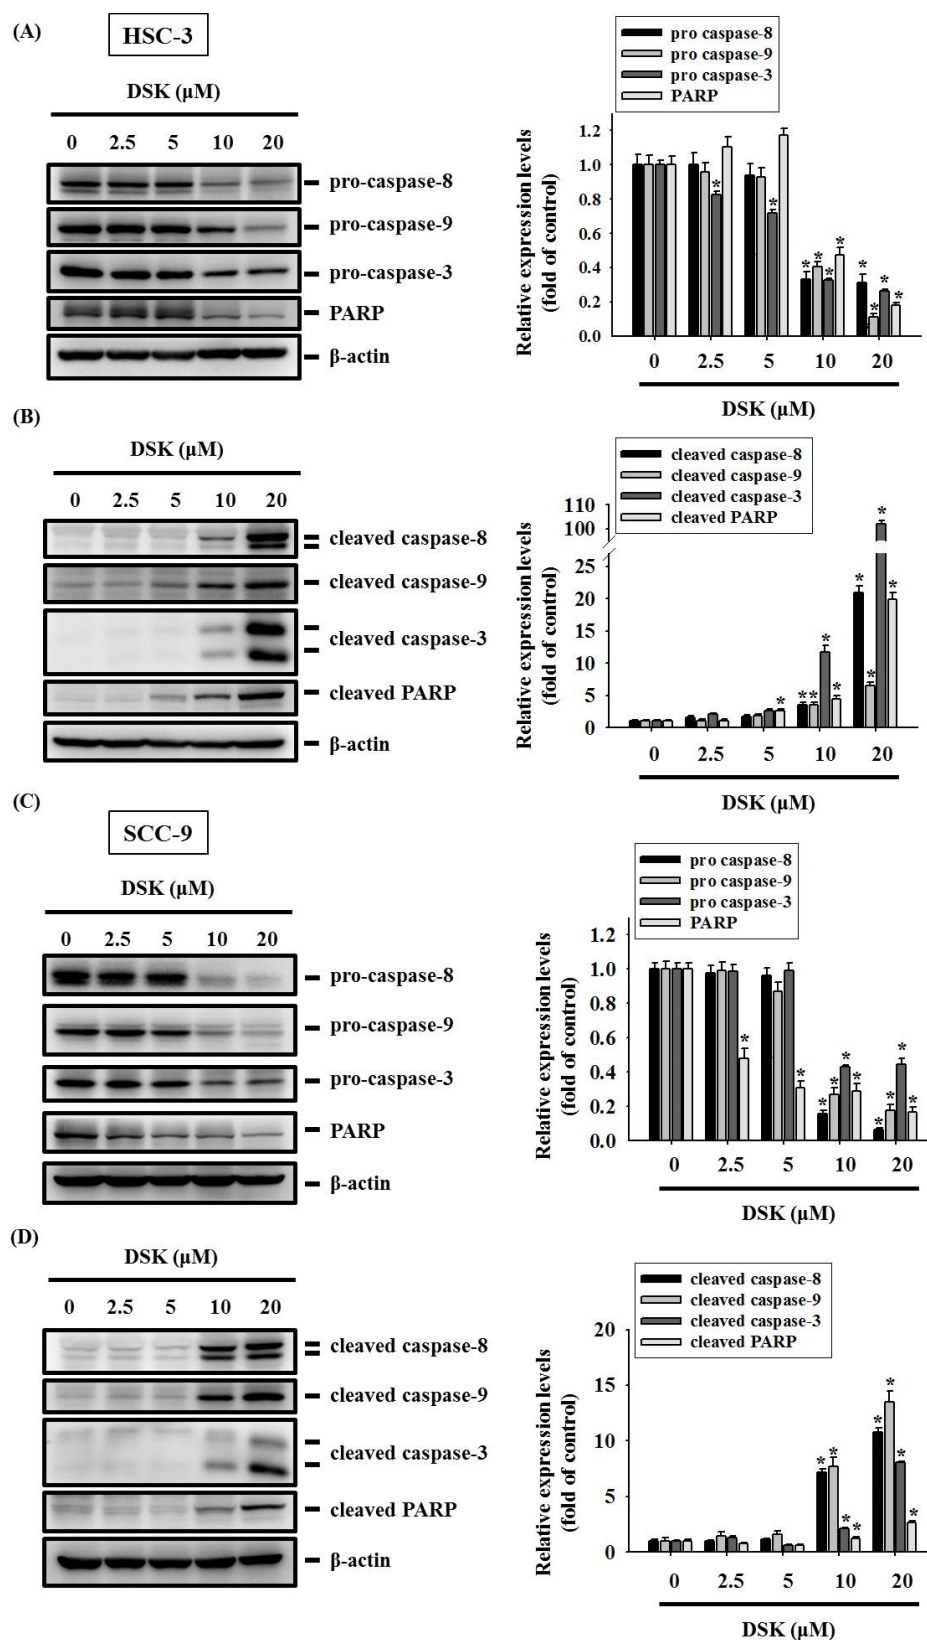 (A)
HSC-3
DSK (µM)
0 2.5 5 10 20
pro-caspase-8
pro-caspase-9
pro-caspase-3
PARP
β-actin
pro caspase-8
pro caspase-9
pro caspase-3
PARP
Relative expression levels
(fold of control)
1.2
1.0
0.8
0.6
0.4
0.2
0.0
* * * * * * * * * *
0 2.5 5 10 20
DSK (µM)
(B)
DSK (µM)
0 2.5 5 10 20
cleaved caspase-8
cleaved caspase-9
cleaved caspase-3
cleaved PARP
β-actin
cleaved caspase-8
cleaved caspase-9
cleaved caspase-3
cleaved PARP
Relative expression levels
(fold of control)
110
100
25
20
15
10
5
0
* * * * * * * * *
0 2.5 5 10 20
DSK (µM)
(C)
SCC-9
DSK (µM)
0 2.5 5 10 20
pro-caspase-8
pro-caspase-9
pro-caspase-3
PARP
β-actin
pro caspase-8
pro caspase-9
pro caspase-3
PARP
Relative expression levels
(fold of control)
1.2
1.0
0.8
0.6
0.4
0.2
0.0
* * * * * * * * * *
0 2.5 5 10 20
DSK (µM)
(D)
DSK (µM)
0 2.5 5 10 20
cleaved caspase-8
cleaved caspase-9
cleaved caspase-3
cleaved PARP
β-actin
cleaved caspase-8
cleaved caspase-9
cleaved caspase-3
cleaved PARP
Relative expression levels
(fold of control)
20
15
10
5
0
* * * * * * * *
0 2.5 5 10 20
DSK (µM)